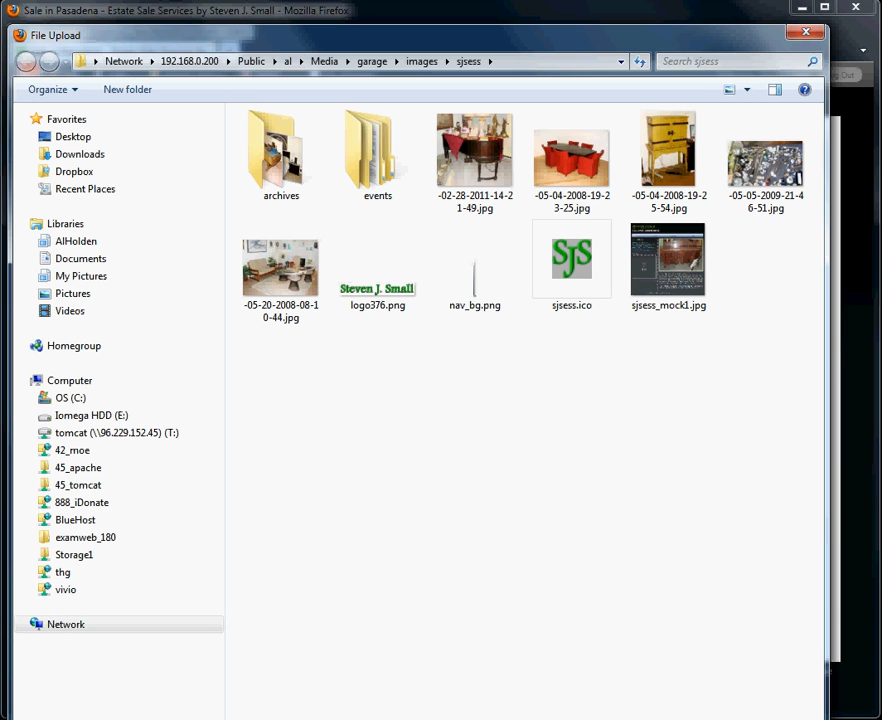 Sale in Pasadena - Estate Sale Services by Steven J. Small - Mozilla Firefox
File Upload
Network
192.168.0.200
Public
al
Media
garage
images
sjsess
Search sjsess
Organize
New folder
Log Out
Favorites
Desktop
Downloads
Dropbox
Recent Places
Libraries
AlHolden
Documents
My Pictures
Pictures
Videos
Homegroup
Computer
OS (C:)
Iomega HDD (E:)
tomcat (\\96.229.152.45) (T:)
42_moe
45_apache
45_tomcat
888_iDonate
BlueHost
examweb_180
Storage1
thg
vivio
Network
archives
events
-02-28-2011-14-2
1-49.jpg
-05-04-2008-19-2
3-25.jpg
-05-04-2008-19-2
5-54.jpg
-05-05-2009-21-4
6-51.jpg
-05-20-2008-08-1
0-44.jpg
Steven J. Small
logo376.png
nav_bg.png
SJS
sjsess.ico
sjsess_mock1.jpg